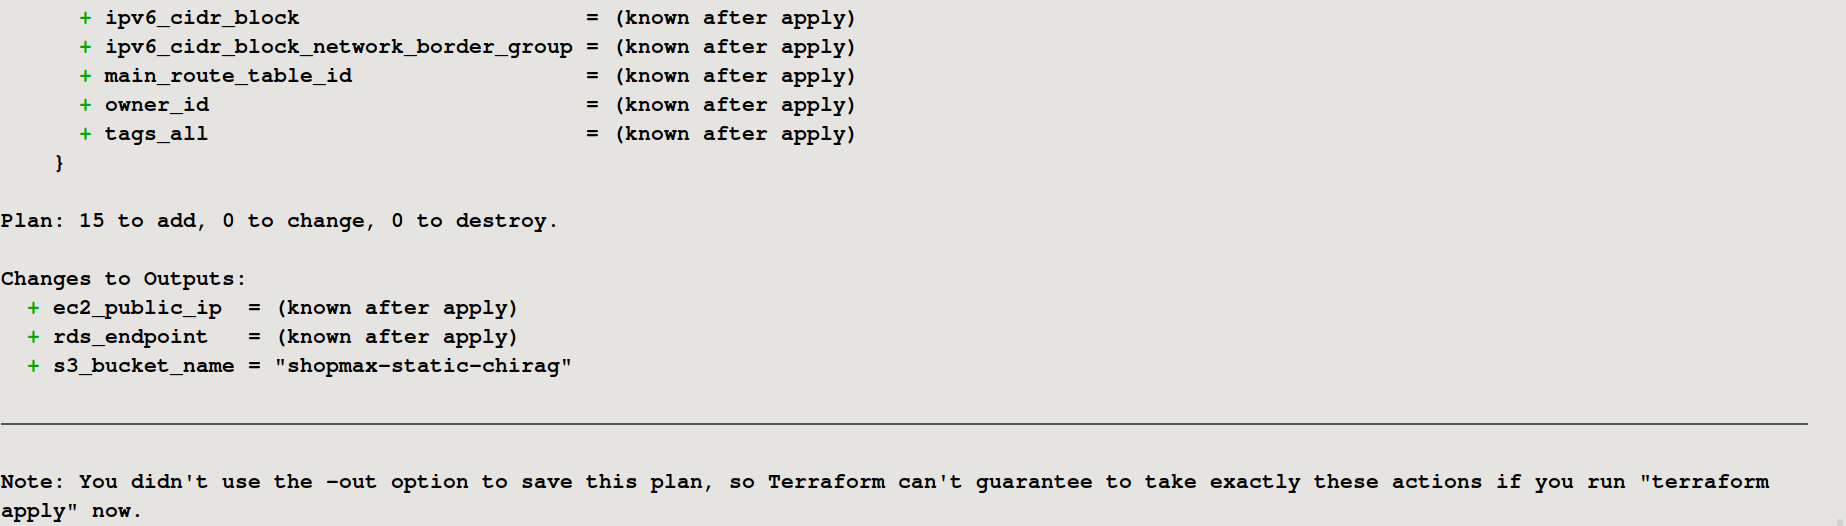 + ipv6_cidr_block = (known after apply)
+ ipv6_cidr_block_network_border_group = (known after apply)
+ main_route_table_id = (known after apply)
+ owner_id = (known after apply)
+ tags_all = (known after apply)
}
Plan: 15 to add, 0 to change, 0 to destroy.
Changes to Outputs:
+ ec2_public_ip = (known after apply)
+ rds_endpoint = (known after apply)
+ s3_bucket_name = "shopmax-static-chirag"
Note: You didn't use the -out option to save this plan, so Terraform can't guarantee to take exactly these actions if you run "terraform
apply" now.